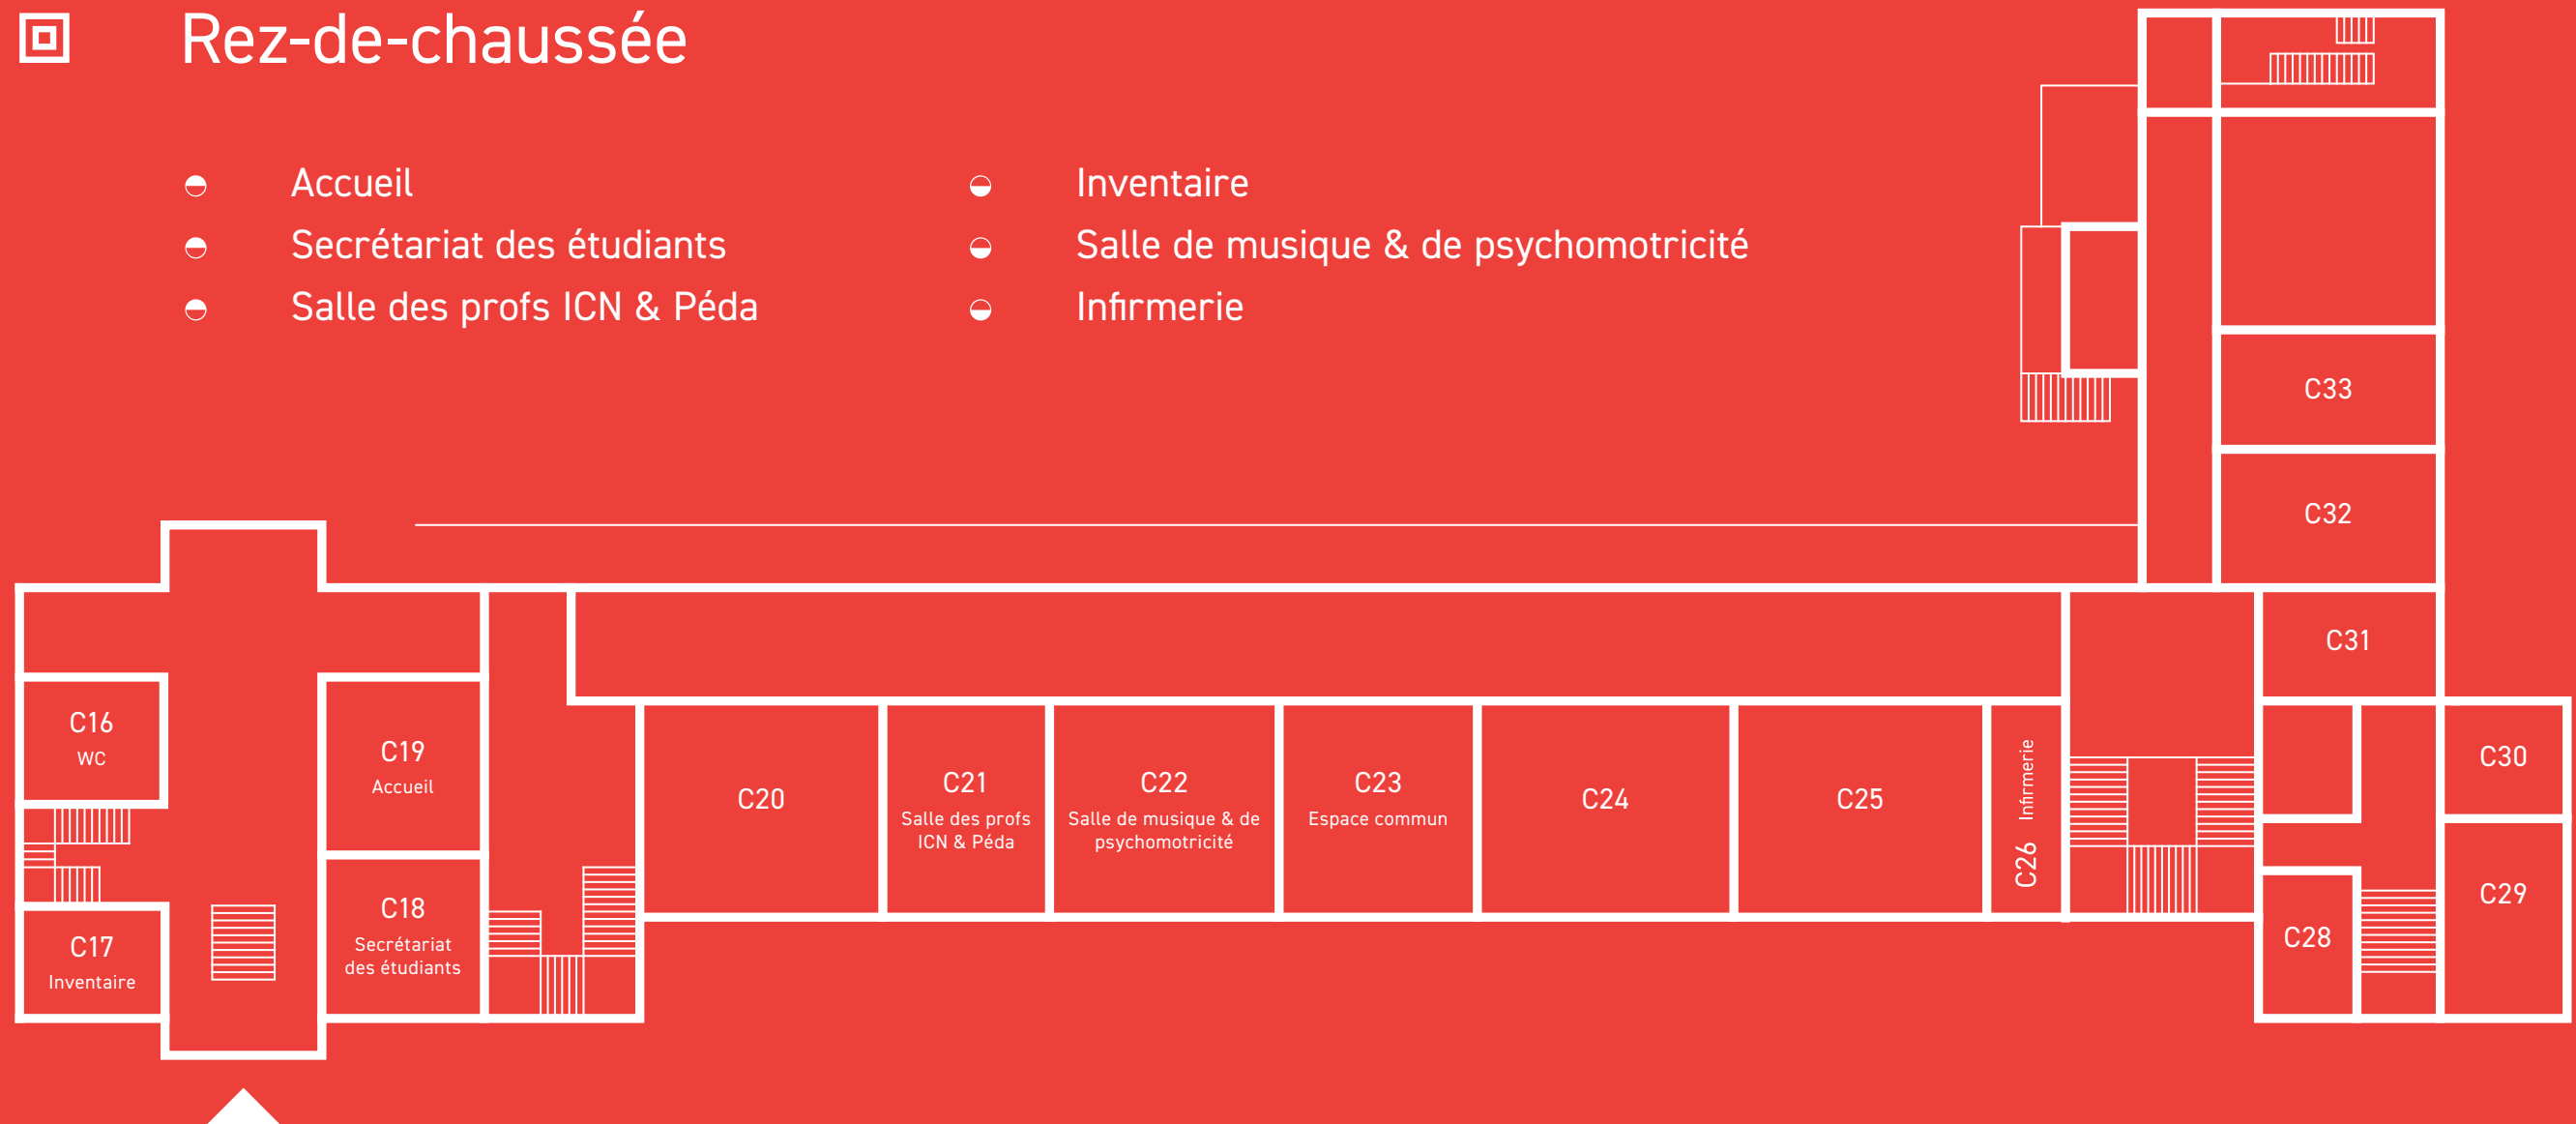 Rez-de-chaussée
Accueil
Secrétariat des étudiants
Salle des profs ICN & Péda
Inventaire
Salle de musique & de psychomotricité
Infirmerie
C33
C32
C31
C16
WC
C17
Inventaire
C19
Accueil
C18
Secrétariat
des étudiants
C20
C21
Salle des profs
ICN & Péda
C22
Salle de musique & de
psychomotricité
C23
Espace commun
C24
C25
C26 Infirmerie
C30
C29
C28